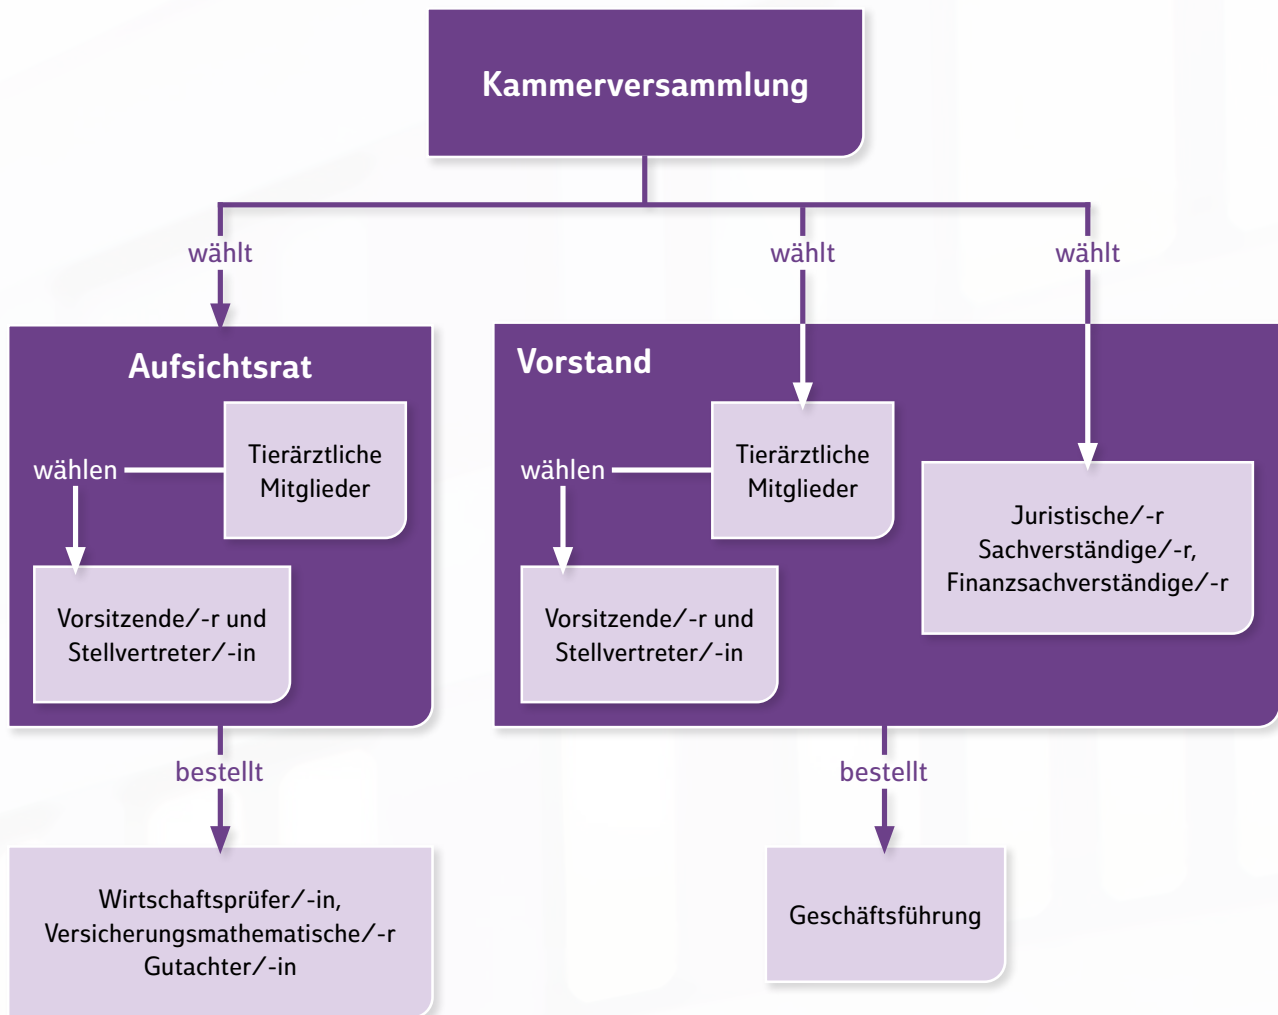 Kammerversammlung
wählt
wählt
wählt
Aufsichtsrat
Tierärztliche
Mitglieder
wählen
Vorsitzende/-r und
Stellvertreter/-in
Vorstand
Tierärztliche
Mitglieder
wählen
Vorsitzende/-r und
Stellvertreter/-in
Juristische/-r
Sachverständige/-r,
Finanzsachverständige/-r
bestellt
bestellt
Wirtschaftsprüfer/-in,
Versicherungsmathematische/-r
Gutachter/-in
Geschäftsführung